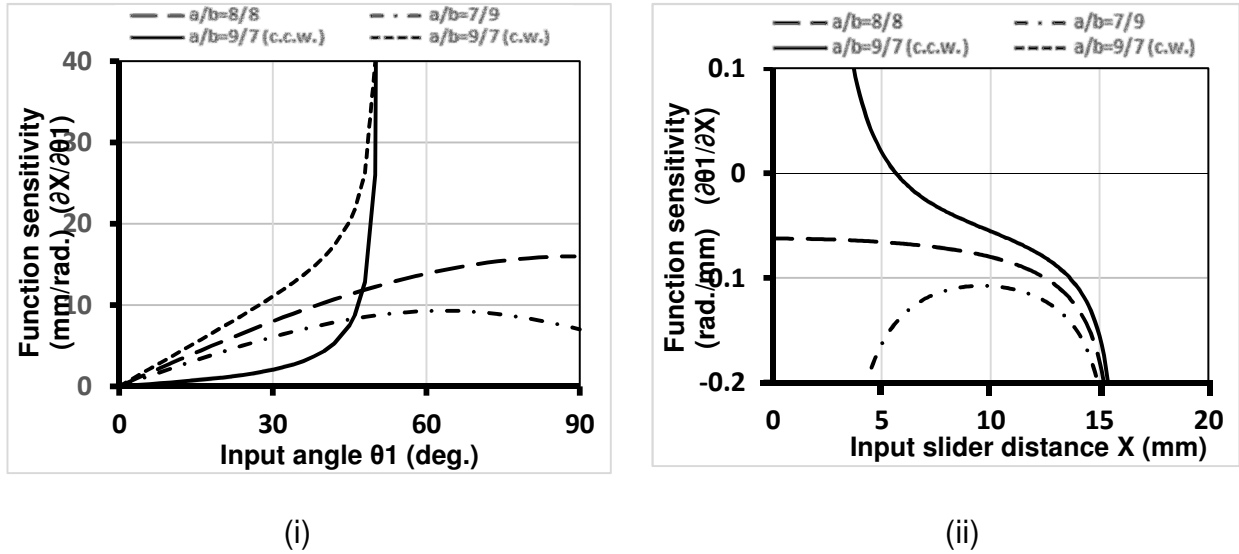 a/b=8/8
a/b=7/9
a/b=9/7 (c.c.w.)
a/b=9/7 (c.w.)
Function sensitivity
(mm/rad.) (∂X/∂θ1)
40
30
20
10
0
0
30
60
90
Input angle θ1 (deg.)
(i)
a/b=8/8
a/b=7/9
a/b=9/7 (c.c.w.)
a/b=9/7 (c.w.)
Function sensitivity
(rad./mm) (∂θ1/∂X)
0.1
0
-0.1
-0.2
0
5
10
15
20
Input slider distance X (mm)
(ii)